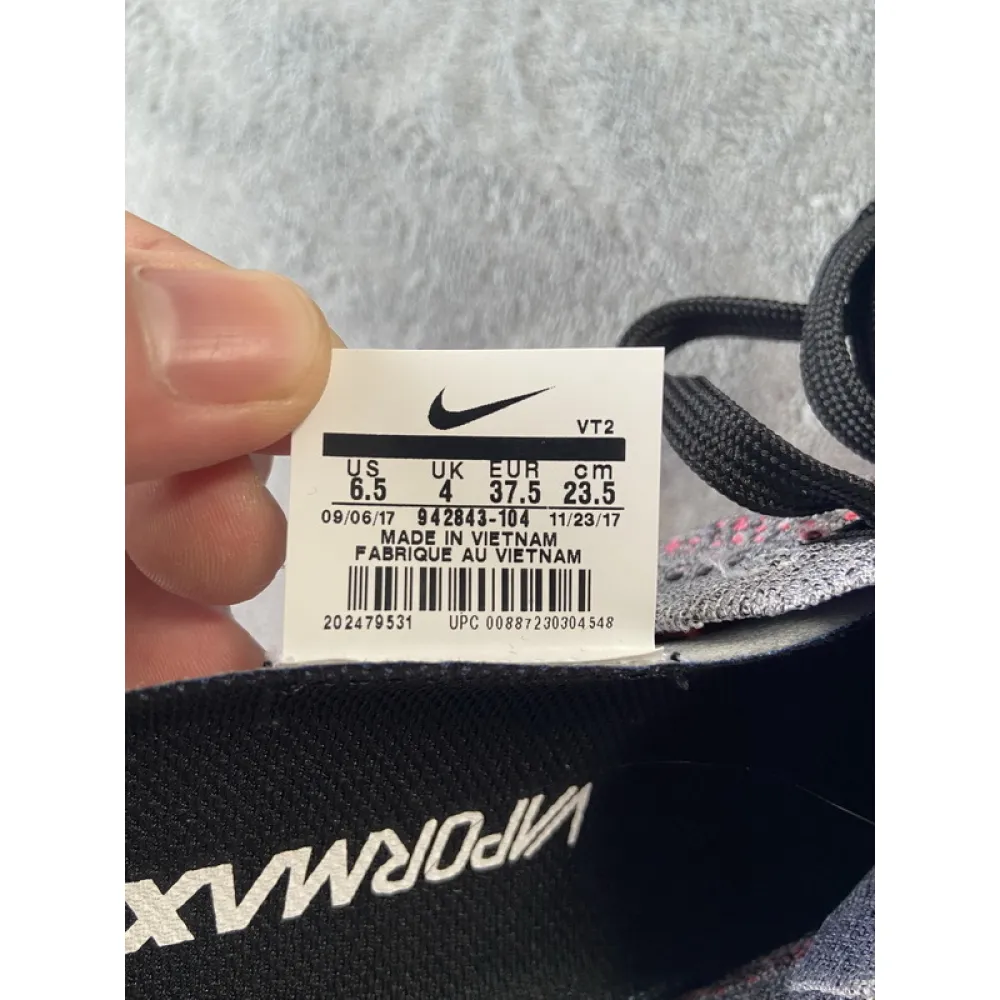 VT2
US UK EUR cm
6.5 4 37.5 23.5
09/06/17 942843-104 11/23/17
MADE IN VIETNAM
FABRIQUE AU VIETNAM
202479531 UPC 00887230304548
VAPORMAX